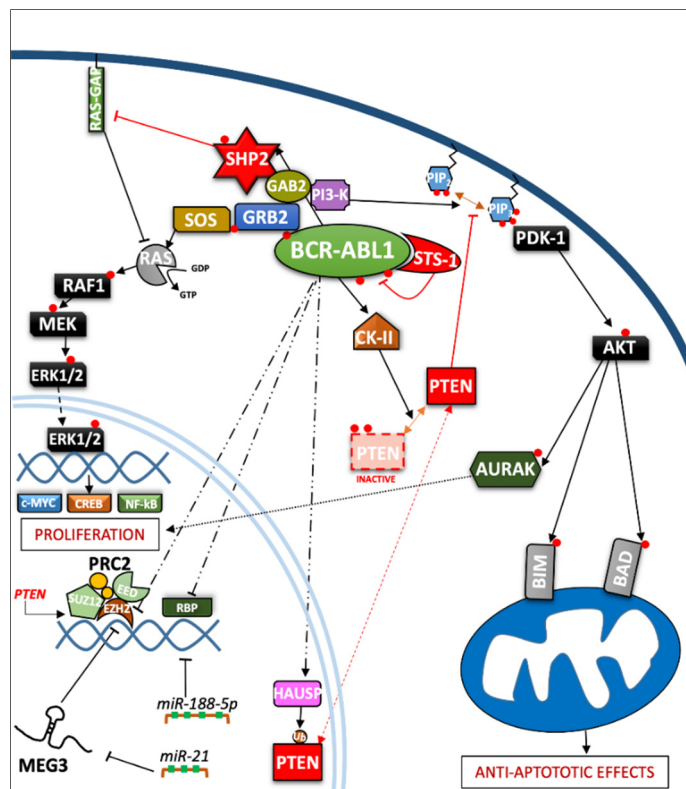 RAS-GAP
SHP2
GAB2
PI3-K
PIP2
PIP3
SOS
GRB2
PDK-1
BCR-ABL1
STS-1
RAS
GDP
GTP
RAF1
MEK
CK-II
AKT
ERK1/2
PTEN
ERK1/2
PTEN
INACTIVE
AURAK
c-MYC
CREB
NF-kB
PROLIFERATION
PRC2
BIM
BAD
PTEN
SUZ12
EED
EZH2
RBP
HAUSP
miR-188-5p
Ub
PTEN
MEG3
miR-21
ANTI-APTOTOTIC EFFECTS